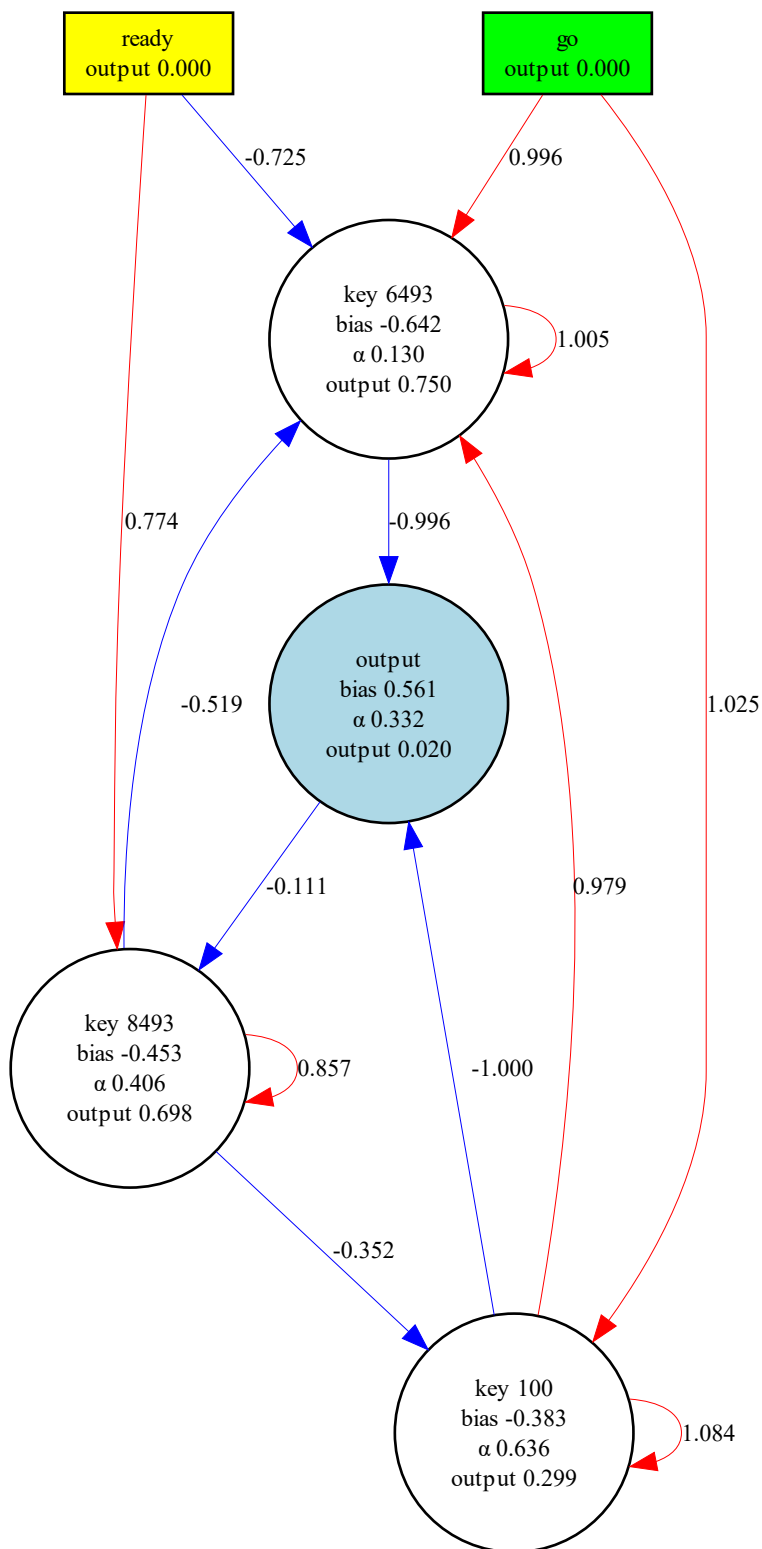 ready
output 0.000
go
output 0.000
-0.725
0.996
key 6493
bias -0.642
α 0.130
output 0.750
1.005
0.774
-0.996
output
bias 0.561
α 0.332
output 0.020
-0.519
1.025
-0.111
0.979
key 8493
bias -0.453
α 0.406
output 0.698
0.857
-1.000
-0.352
key 100
bias -0.383
α 0.636
output 0.299
1.084